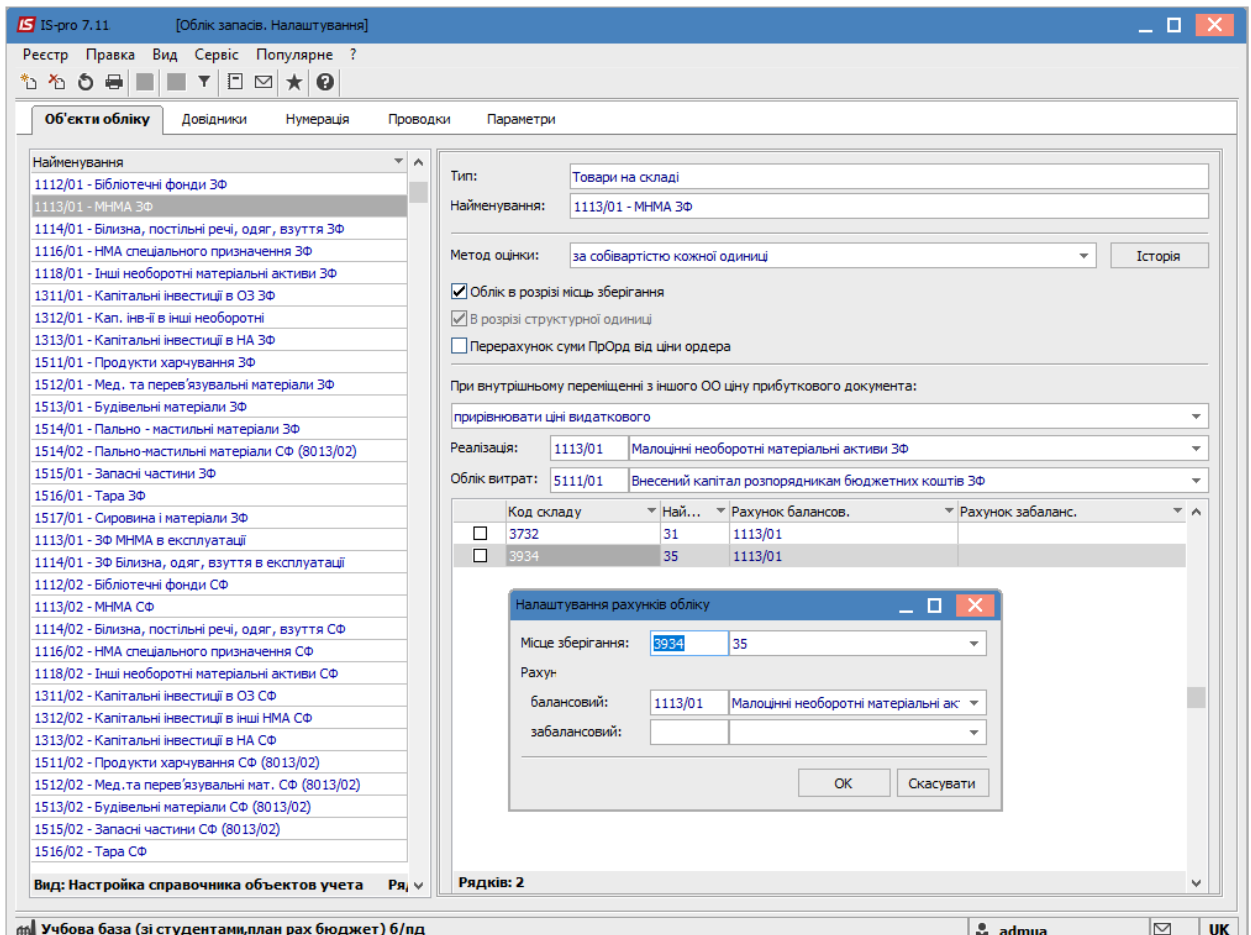 IS-pro 7.11 [Облік запасів. Налаштування]
Реєстр Правка Вид Сервіс Популярне ?
Об'єкти обліку Довідники Нумерація Проводки Параметри
Найменування
1112/01 - Бібліотечні фонди ЗФ
1113/01 - МНМА ЗФ
1114/01 - Білизна, постільні речі, одяг, взуття ЗФ
1116/01 - НМА спеціального призначення ЗФ
1118/01 - Інші необоротні матеріальні активи ЗФ
1311/01 - Капітальні інвестиції в ОЗ ЗФ
1312/01 - Кап. інв-ії в інші необоротні
1313/01 - Капітальні інвестиції в НА ЗФ
1511/01 - Продукти харчування ЗФ
1512/01 - Мед. та перев’язувальні матеріали ЗФ
1513/01 - Будівельні матеріали ЗФ
1514/01 - Пально - мастильні матеріали ЗФ
1514/02 - Пально-мастильні матеріали СФ (8013/02)
1515/01 - Запасні частини ЗФ
1516/01 - Тара ЗФ
1517/01 - Сировина і матеріали ЗФ
1113/01 - ЗФ МНМА в експлуатації
1114/01 - ЗФ Білизна, одяг, взуття в експлуатації
1112/02 - Бібліотечні фонди СФ
1113/02 - МНМА СФ
1114/02 - Білизна, постільні речі, одяг, взуття СФ
1116/02 - НМА спеціального призначення СФ
1118/02 - Інші необоротні матеріальні активи СФ
1311/02 - Капітальні інвестиції в ОЗ СФ
1312/02 - Капітальні інвестиції в інші НМА СФ
1313/02 - Капітальні інвестиції в НА СФ
1511/02 - Продукти харчування СФ (8013/02)
1512/02 - Мед.та перев’язувальні мат. СФ (8013/02)
1513/02 - Будівельні матеріали СФ (8013/02)
1515/02 - Запасні частини СФ (8013/02)
1516/02 - Тара СФ
Вид: Настройка справочника объектов учета Ря
Тип: Товари на складі
Найменування: 1113/01 - МНМА ЗФ
Метод оцінки: за собівартістю кожної одиниці Історія
Облік в розрізі місць зберігання
В розрізі структурної одиниці
Перерахунок суми ПрОрд від ціни ордера
При внутрішньому переміщенні з іншого ОО ціну прибуткового документа:
прирівнювати ціні видаткового
Реалізація: 1113/01 Малоцінні необоротні матеріальні активи ЗФ
Облік витрат: 5111/01 Внесений капітал розпорядникам бюджетних коштів ЗФ
Код складу Най... Рахунок балансов. Рахунок забаланс.
3732 31 1113/01
3934 35 1113/01
Налаштування рахунків обліку
Місце зберігання: 3934 35
Рахун
балансовий: 1113/01 Малоцінні необоротні матеріальні ак
забалансовий:
OK Скасувати
Рядків: 2
Учбова база (зі студентами,план рах бюджет) б/пд admua UK